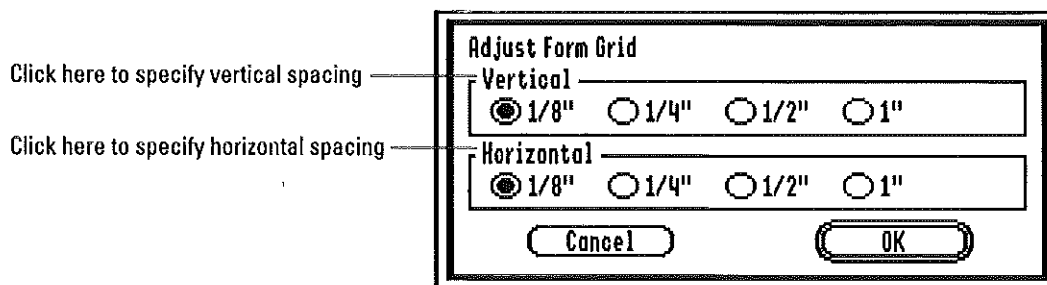 Adjust Form Grid
Click here to specify vertical spacing
Vertical
1/8" 1/4" 1/2" 1"
Click here to specify horizontal spacing
Horizontal
1/8" 1/4" 1/2" 1"
Cancel OK